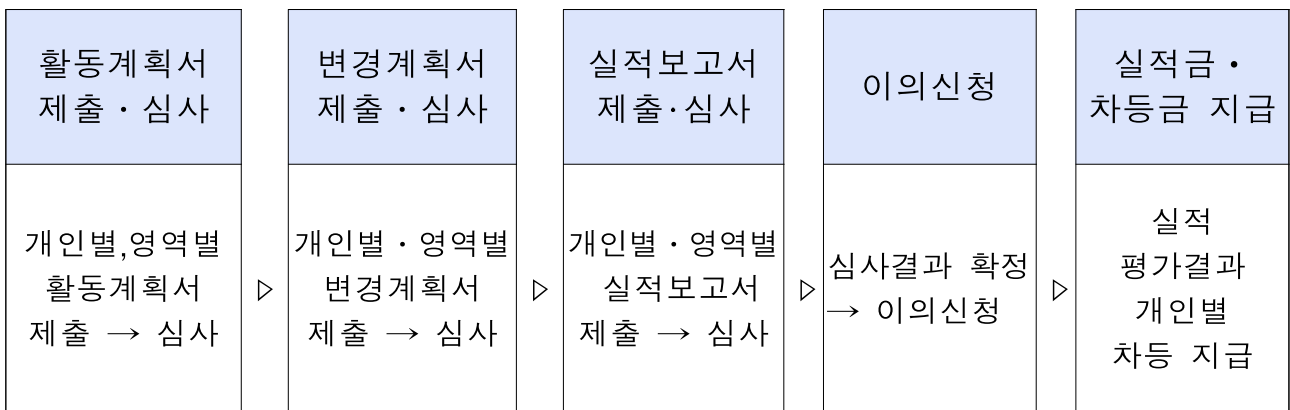 활동계획서
제출・심사
개인별,영역별
활동계획서
제출 → 심사
▷
변경계획서
제출・심사
개인별・영역별
변경계획서
제출 → 심사
▷
실적보고서
제출·심사
개인별・영역별
실적보고서
제출 → 심사
▷
이의신청
심사결과 확정
→ 이의신청
▷
실적금・
차등금 지급
실적
평가결과
개인별
차등 지급